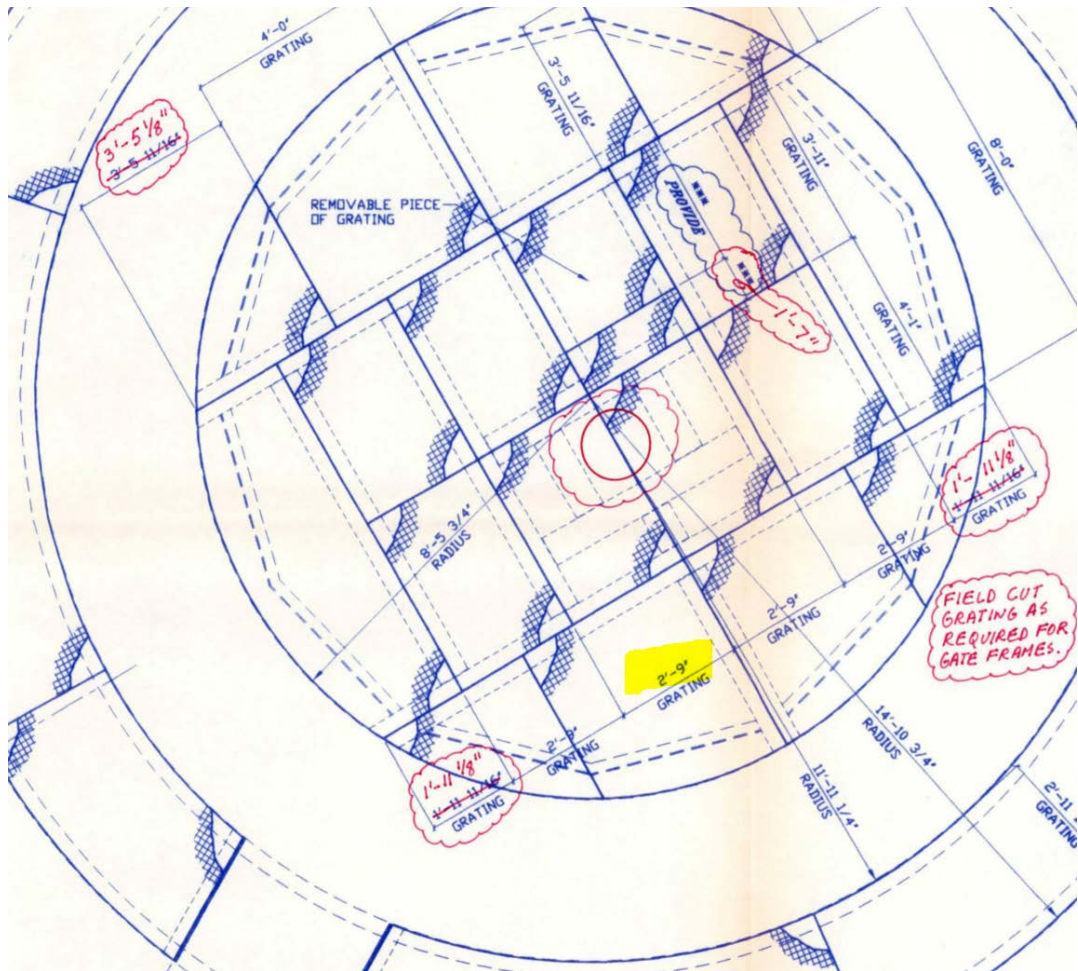 4'-0"
GRATING
3'-5 1/8"
3'-5 11/16"
3'-5 11/16"
GRATING
REMOVABLE PIECE
OF GRATING
PROVIDE
***
***
1'-7"
3'-11"
GRATING
8'-0"
GRATING
4'-1"
GRATING
8'-5 3/4"
RADIUS
1'-11 1/8"
1'-11 11/16"
GRATING
2'-9"
GRATING
2'-9"
GRATING
2'-9"
GRATING
2'-9"
GRATING
1'-11 1/8"
1'-11 11/16"
GRATING
FIELD CUT
GRATING AS
REQUIRED FOR
GATE FRAMES.
14'-10 3/4"
RADIUS
11'-11 1/4"
RADIUS
2'-11
GRATING